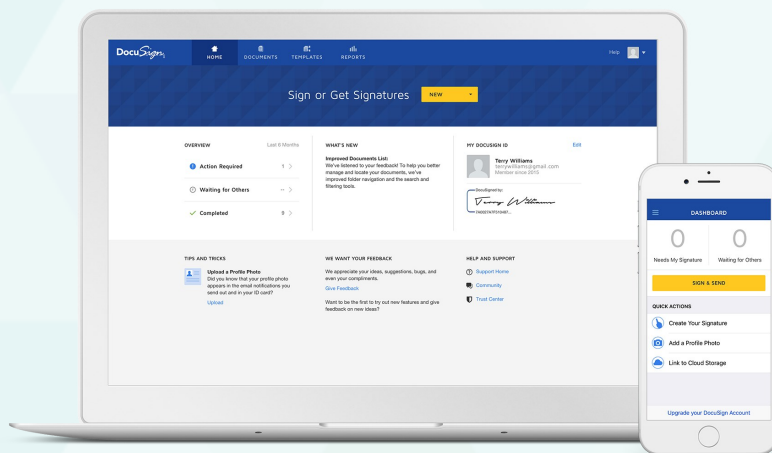 DocuSign
HOME
DOCUMENTS
TEMPLATES
REPORTS
Help
Sign or Get Signatures
NEW
OVERVIEW
Last 6 Months
Action Required
1
Waiting for Others
--
Completed
WHAT'S NEW
Improved Documents List:
We've listened to your feedback! To help you better
manage and locate your documents, we've
improved folder navigation and the search and
filtering tools.
MY DOCUSIGN ID
Edit
Terry Williams
terrywilliams@gmail.com
Member since 2015
DocuSigned by:
Terry Williams
TIPS AND TRICKS
Upload a Profile Photo
Did you know that your profile photo
appears in the email notifications you
send out and in your ID card?
Upload
WE WANT YOUR FEEDBACK
We appreciate your ideas, suggestions, bugs, and
even your compliments.
Give Feedback
Want to be the first to try out new features and give
feedback on new ideas?
HELP AND SUPPORT
Support Home
Community
Trust Center
DASHBOARD
0
0
Needs My Signature
Waiting for Others
SIGN & SEND
QUICK ACTIONS
Create Your Signature
Add a Profile Photo
Link to Cloud Storage
Upgrade your DocuSign Account